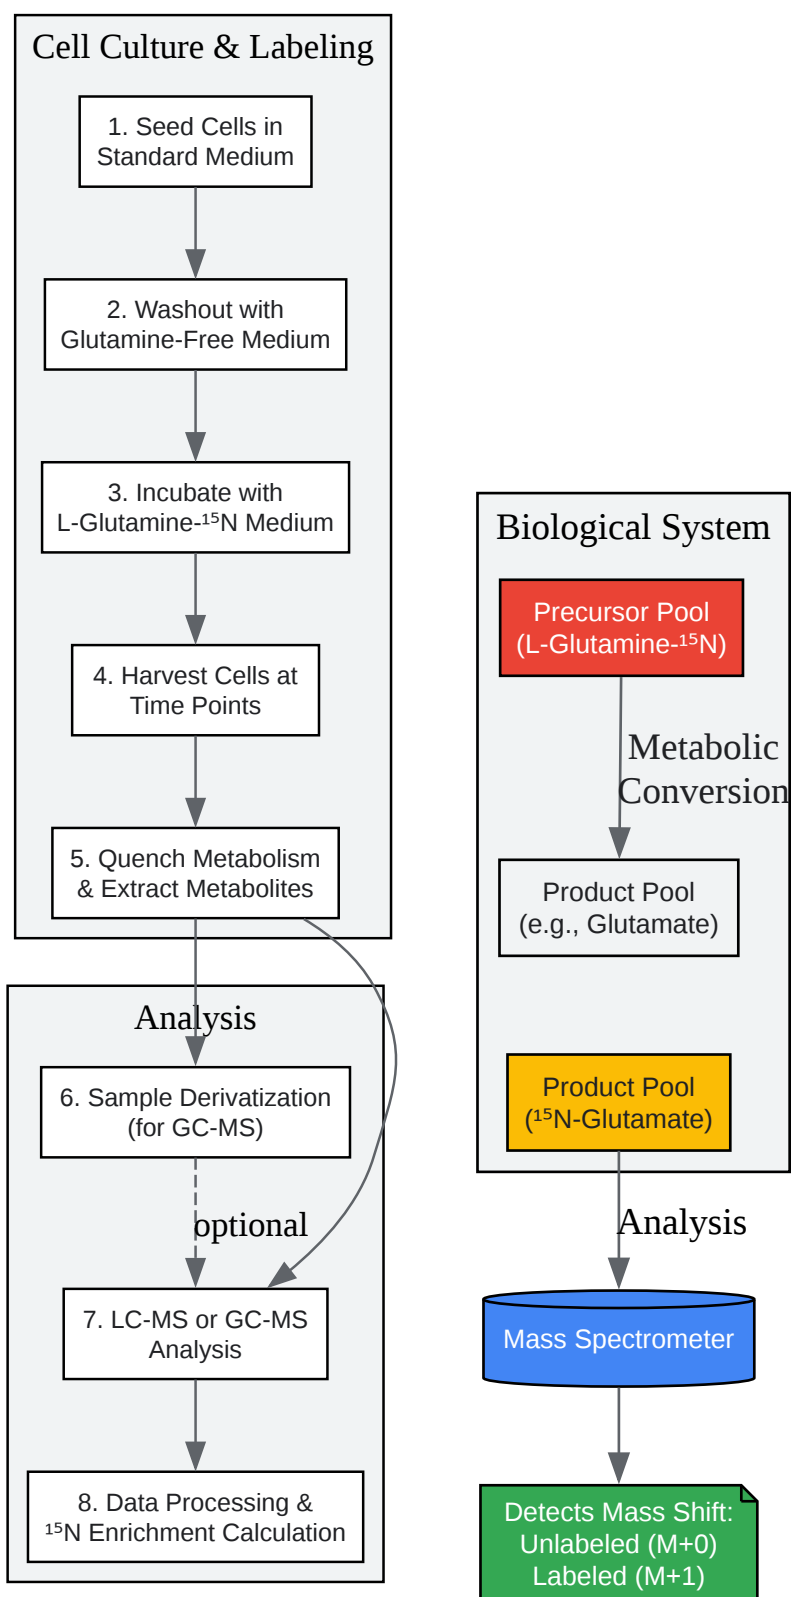 Cell Culture & Labeling
1. Seed Cells in
Standard Medium
2. Washout with
Glutamine-Free Medium
3. Incubate with
L-Glutamine-¹⁵N Medium
4. Harvest Cells at
Time Points
5. Quench Metabolism
& Extract Metabolites
Analysis
6. Sample Derivatization
(for GC-MS)
optional
7. LC-MS or GC-MS
Analysis
8. Data Processing &
¹⁵N Enrichment Calculation
Biological System
Precursor Pool
(L-Glutamine-¹⁵N)
Metabolic
Conversion
Product Pool
(e.g., Glutamate)
Product Pool
(¹⁵N-Glutamate)
Analysis
Mass Spectrometer
Detects Mass Shift:
Unlabeled (M+0)
Labeled (M+1)